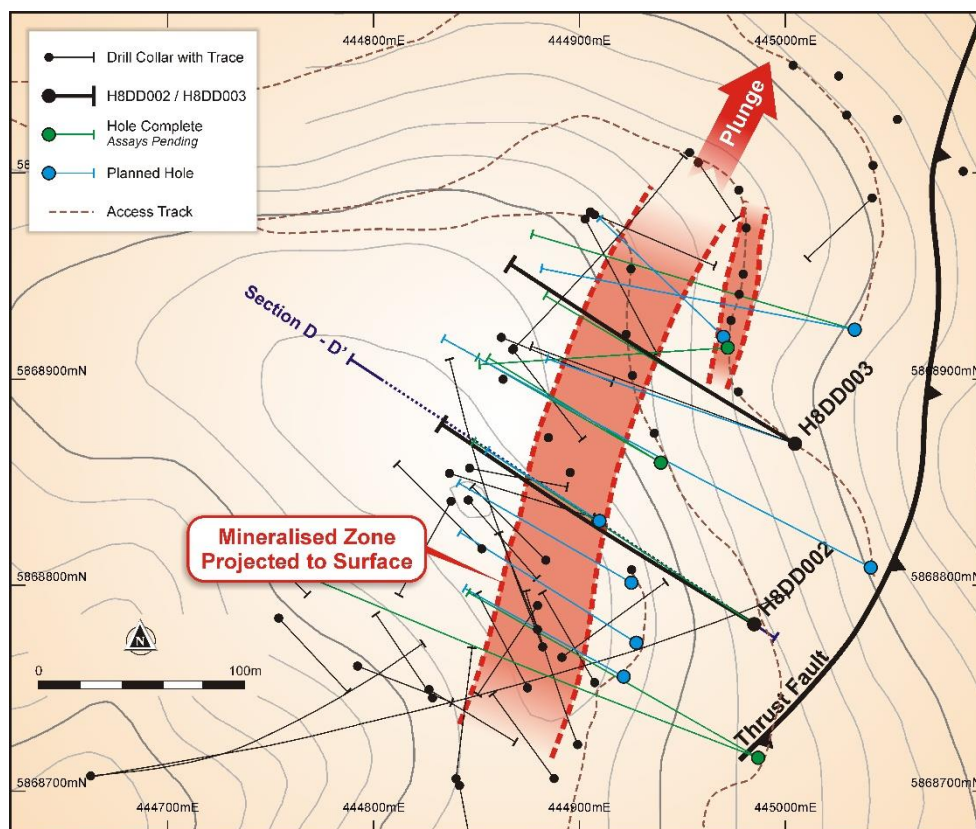 444800mE
444900mE
445000mE
Drill Collar with Trace
H8DD002 / H8DD003
Hole Complete
Assays Pending
Planned Hole
Access Track
Plunge
58
Section D - D'
5868900mN
5868900mN
H8DD003
Mineralised Zone
Projected to Surface
5868800mN
5868800mN
H8DD002
N
0
100m
Thrust Fault
5868700mN
5868700mN
444700mE
444800mE
444900mE
445000mE